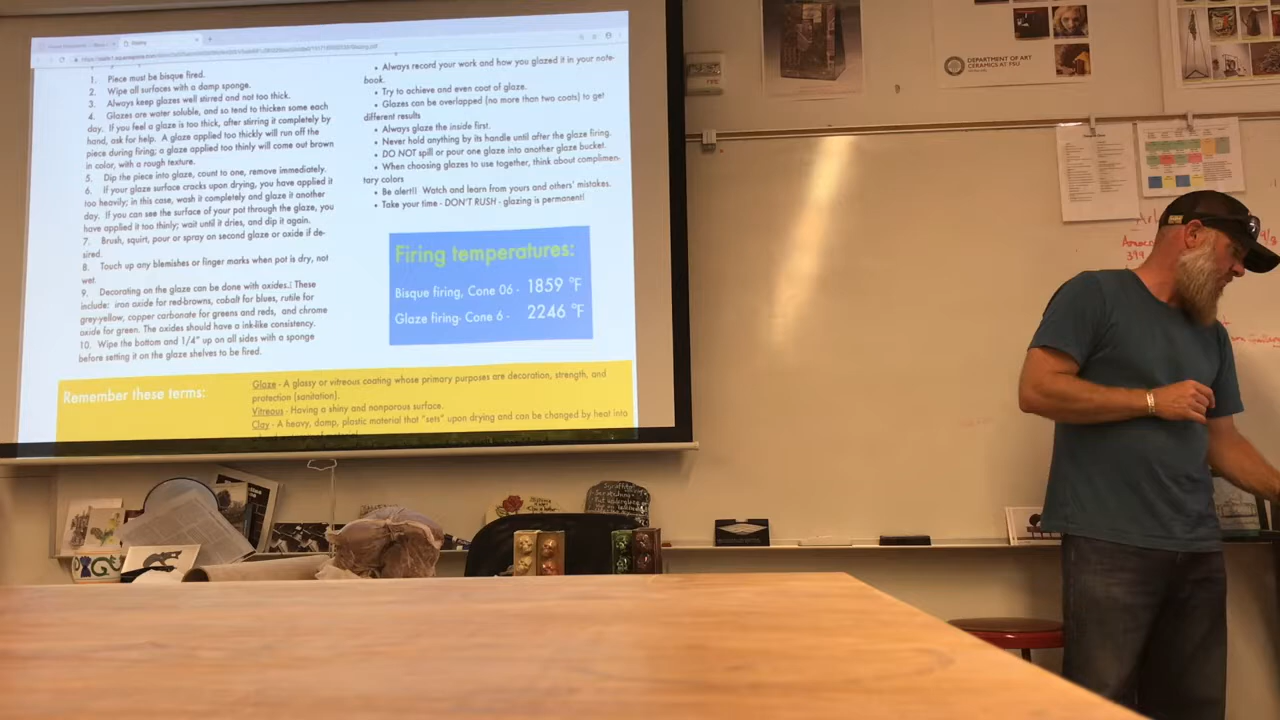 1. Piece must be bisque fired.
2. Wipe all surfaces with a damp sponge.
3. Always keep glazes well stirred and not too thick.
4. Glazes are water soluble, and so tend to thicken some each
day. If you feel a glaze is too thick, after stirring it completely by
hand, ask for help. A glaze applied too thickly will run off the
piece during firing; a glaze applied too thinly will come out brown
in color, with a rough texture.
5. Dip the piece into glaze, count to one, remove immediately.
6. If your glaze surface cracks upon drying, you have applied it
too heavily; in this case, wash it completely and glaze it another
day. If you can see the surface of your pot through the glaze, you
have applied it too thinly; wait until it dries, and dip it again.
7. Brush, squirt, pour or spray on second glaze or oxide if de-
sired.
8. Touch up any blemishes or finger marks when pot is dry, not
wet.
9. Decorating on the glaze can be done with oxides.: These
include: iron oxide for red-browns, cobalt for blues, rutile for
grey-yellow, copper carbonate for greens and reds, and chrome
oxide for green. The oxides should have a ink-like consistency.
10. Wipe the bottom and 1/4" up on all sides with a sponge
before setting it on the glaze shelves to be fired.
• Always record your work and how you glazed it in your note-
book.
• Try to achieve and even coat of glaze.
• Glazes can be overlapped (no more than two coats) to get
different results
• Always glaze the inside first.
• Never hold anything by its handle until after the glaze firing.
• DO NOT spill or pour one glaze into another glaze bucket.
• When choosing glazes to use together, think about complimen-
tary colors
• Be alert!! Watch and learn from yours and others' mistakes.
• Take your time - DON'T RUSH - glazing is permanent!
Firing temperatures:
Bisque firing, Cone 06 - 1859 °F
Glaze firing- Cone 6 - 2246 °F
Remember these terms:
Glaze - A glassy or vitreous coating whose primary purposes are decoration, strength, and
protection (sanitation).
Vitreous - Having a shiny and nonporous surface.
Clay - A heavy, damp, plastic material that "sets" upon drying and can be changed by heat into
DEPARTMENT OF ART
CERAMICS AT PSU
399